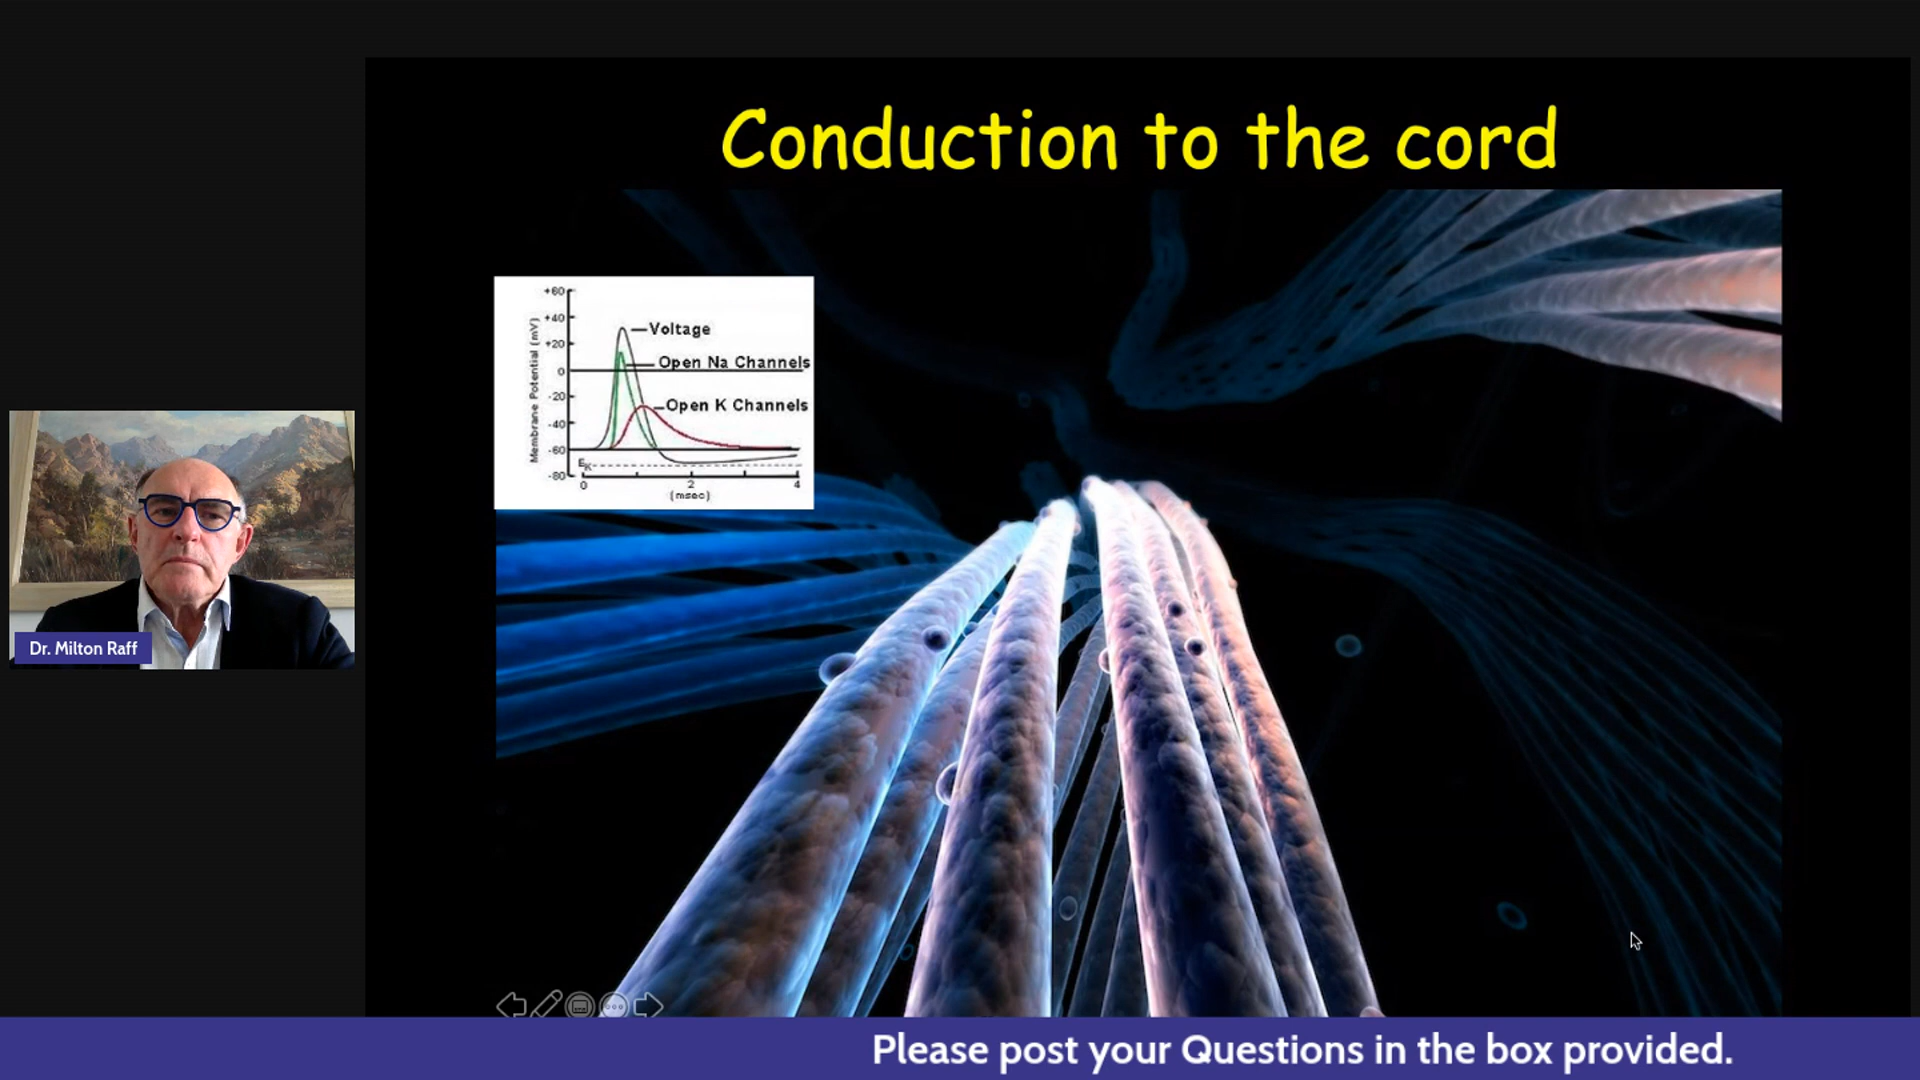 Conduction to the cord
+60
+40
+20
0
-20
-40
-60
-80
Membrane Potential (mV)
Voltage
Open Na Channels
Open K Channels
EK
0 2 4
(msec)
Dr. Milton Raff
Please post your Questions in the box provided.